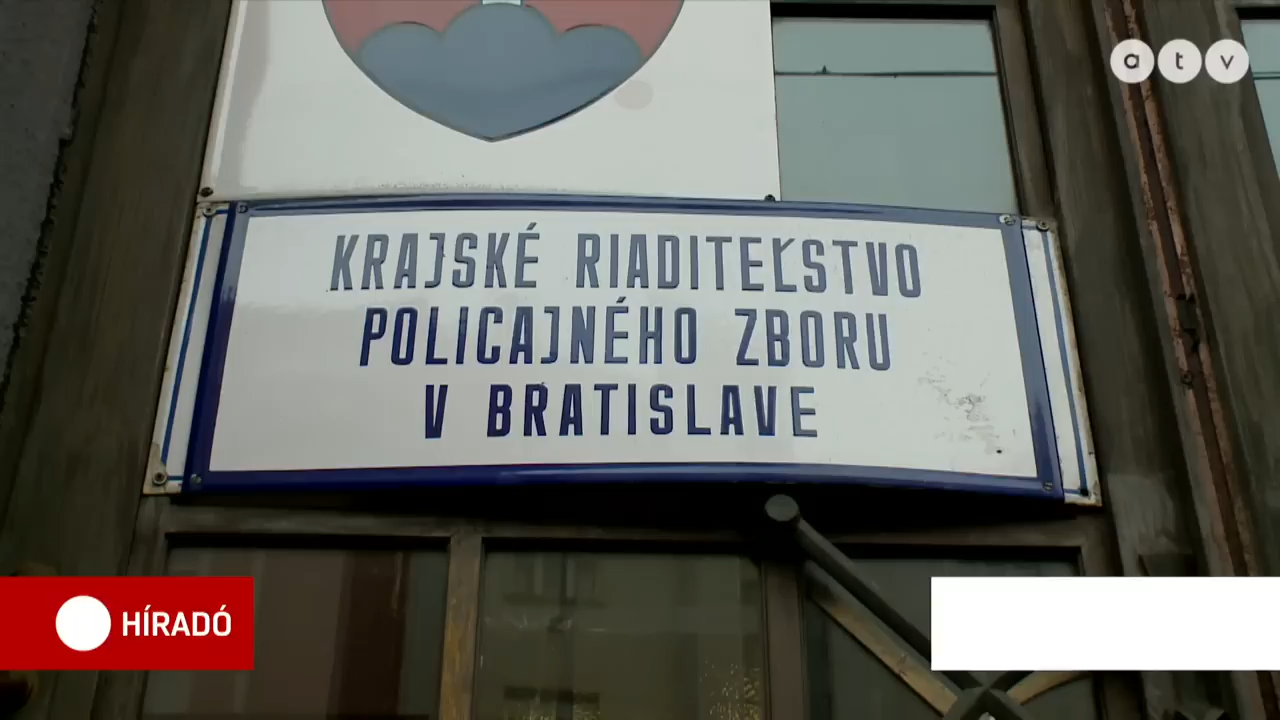 atv
KRAJSKÉ RIADITEĽSTVO
POLICAJNÉHO ZBORU
V BRATISLAVE
HÍRADÓ